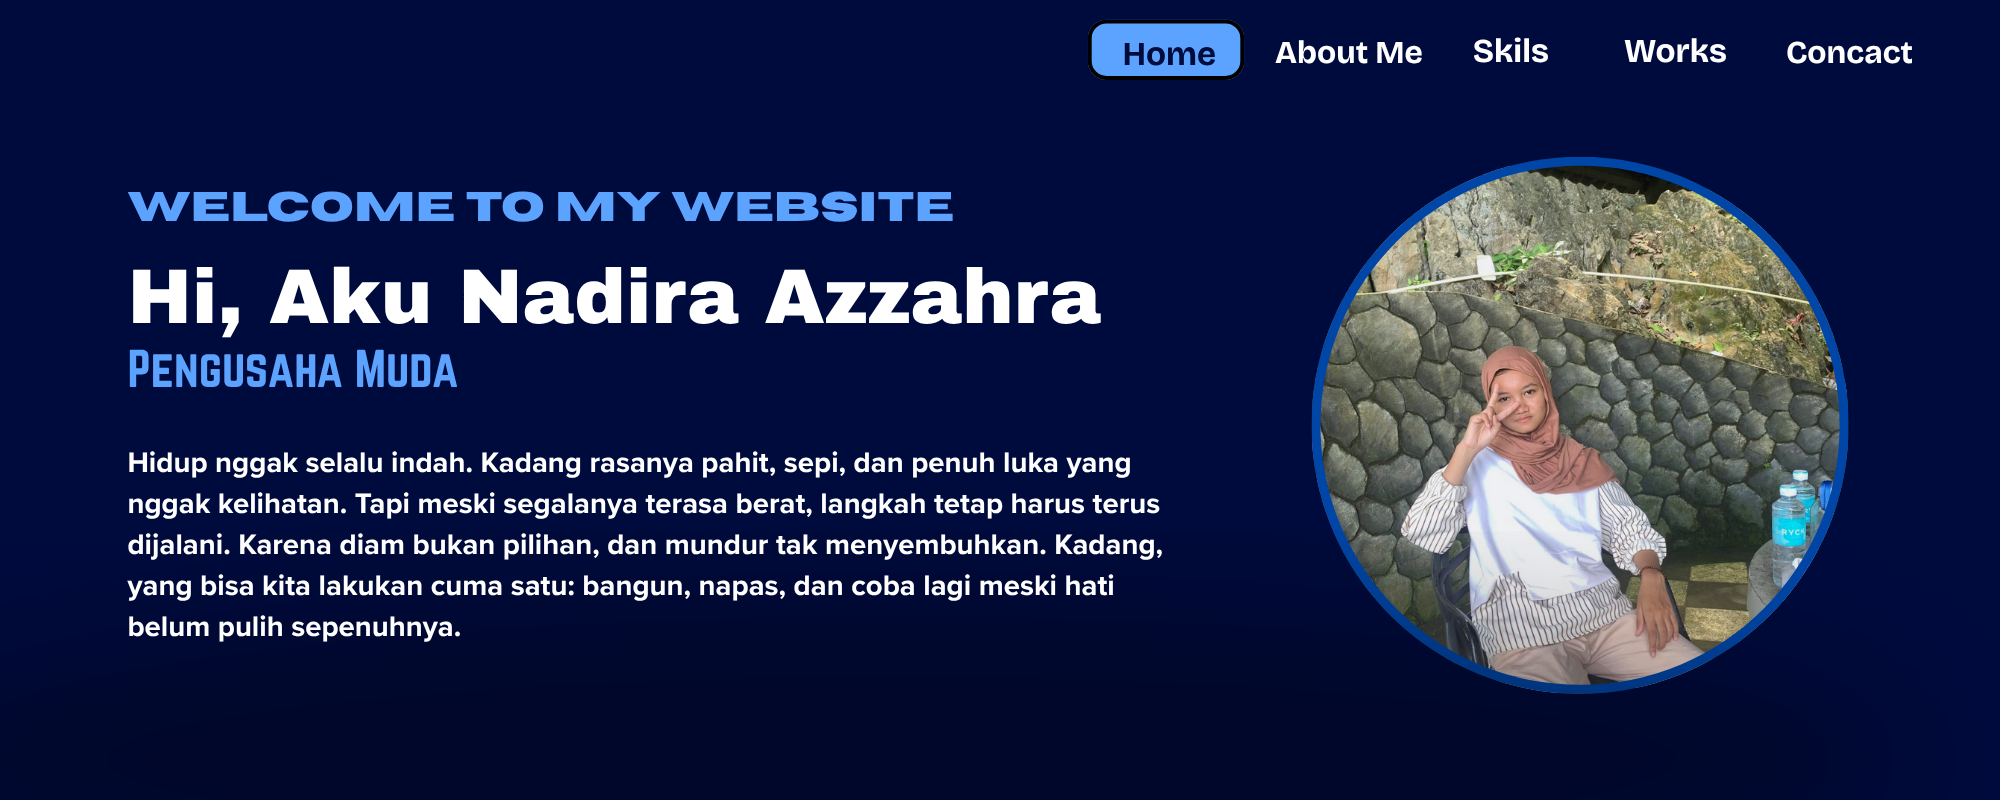 Home About Me Skils Works Concact
WELCOME TO MY WEBSITE
Hi, Aku Nadira Azzahra
PENGUSAHA MUDA
Hidup nggak selalu indah. Kadang rasanya pahit, sepi, dan penuh luka yang
nggak kelihatan. Tapi meski segalanya terasa berat, langkah tetap harus terus
dijalani. Karena diam bukan pilihan, dan mundur tak menyembuhkan. Kadang,
yang bisa kita lakukan cuma satu: bangun, napas, dan coba lagi meski hati
belum pulih sepenuhnya.